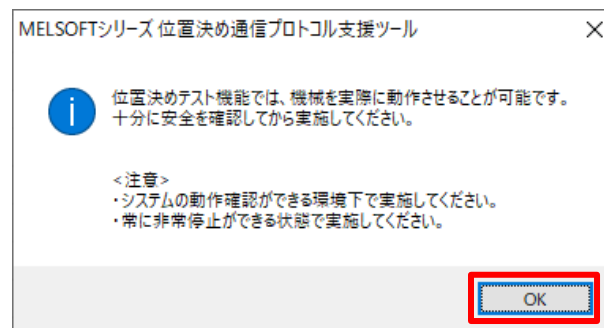 MELSOFTシリーズ 位置決め通信プロトコル支援ツール
位置決めテスト機能では、機械を実際に動作させることが可能です。
十分に安全を確認してから実施してください。
<注意>
・システムの動作確認ができる環境下で実施してください。
・常に非常停止ができる状態で実施してください。
OK